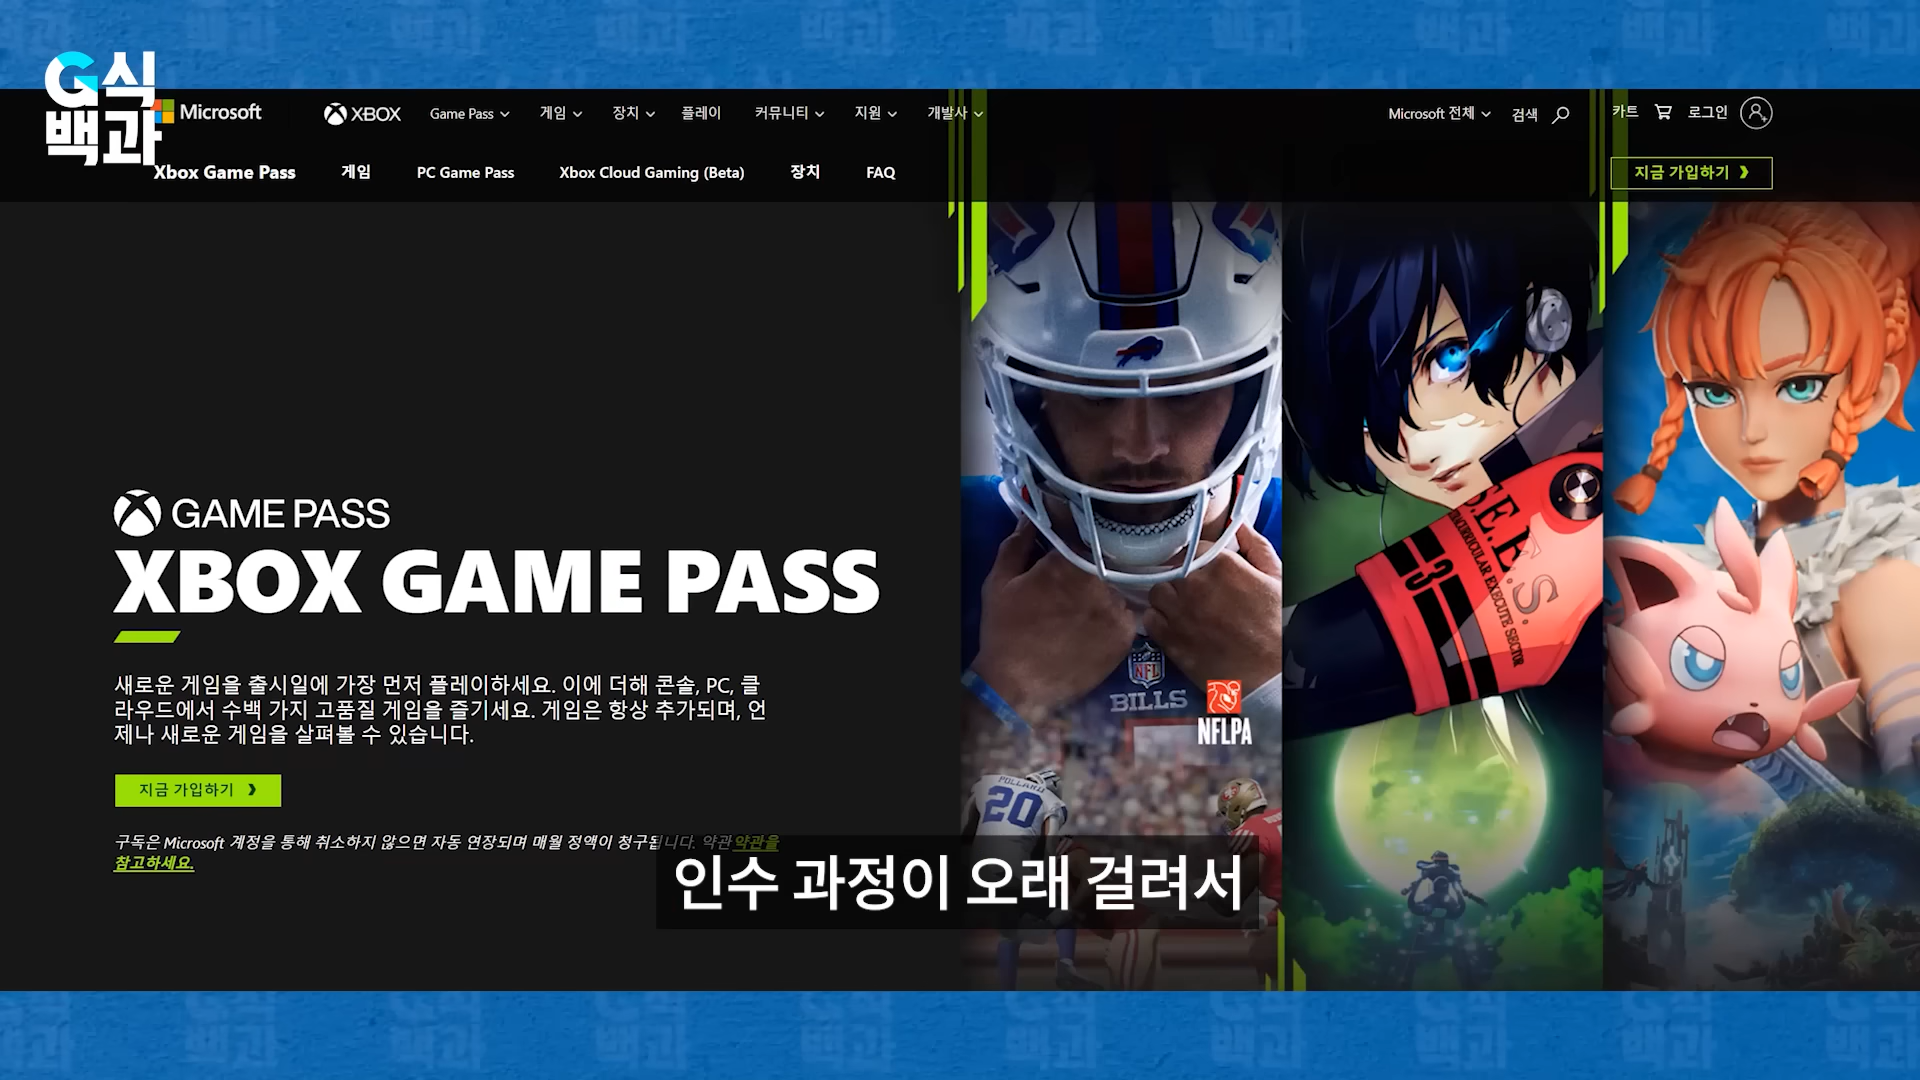 G식
백과
Microsoft
XBOX
Game Pass
게임
장치
플레이
커뮤니티
지원
개발사
Microsoft 전체
검색
카트
로그인
Xbox Game Pass
게임
PC Game Pass
Xbox Cloud Gaming (Beta)
장치
FAQ
지금 가입하기
GAME PASS
XBOX GAME PASS
새로운 게임을 출시일에 가장 먼저 플레이하세요. 이에 더해 콘솔, PC, 클
라우드에서 수백 가지 고품질 게임을 즐기세요. 게임은 항상 추가되며, 언
제나 새로운 게임을 살펴볼 수 있습니다.
지금 가입하기
구독은 Microsoft 계정을 통해 취소하지 않으면 자동 연장되며 매월 정액이 청구됩니다. 약관 약관을
참고하세요.
NFL
BILLS
NFLPA
POLLARD
20
S.E.E.S.
EXTRACURRICULAR EXECUTE SECTOR
3
인수 과정이 오래 걸려서